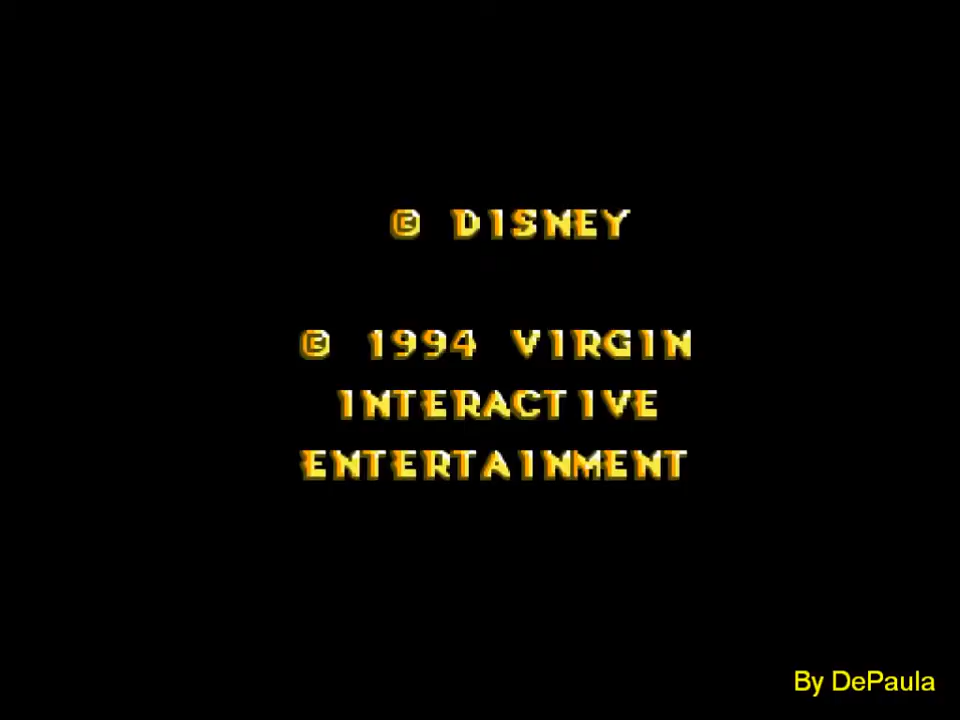 © DISNEY
© 1994 VIRGIN
INTERACTIVE
ENTERTAINMENT
By DePaula